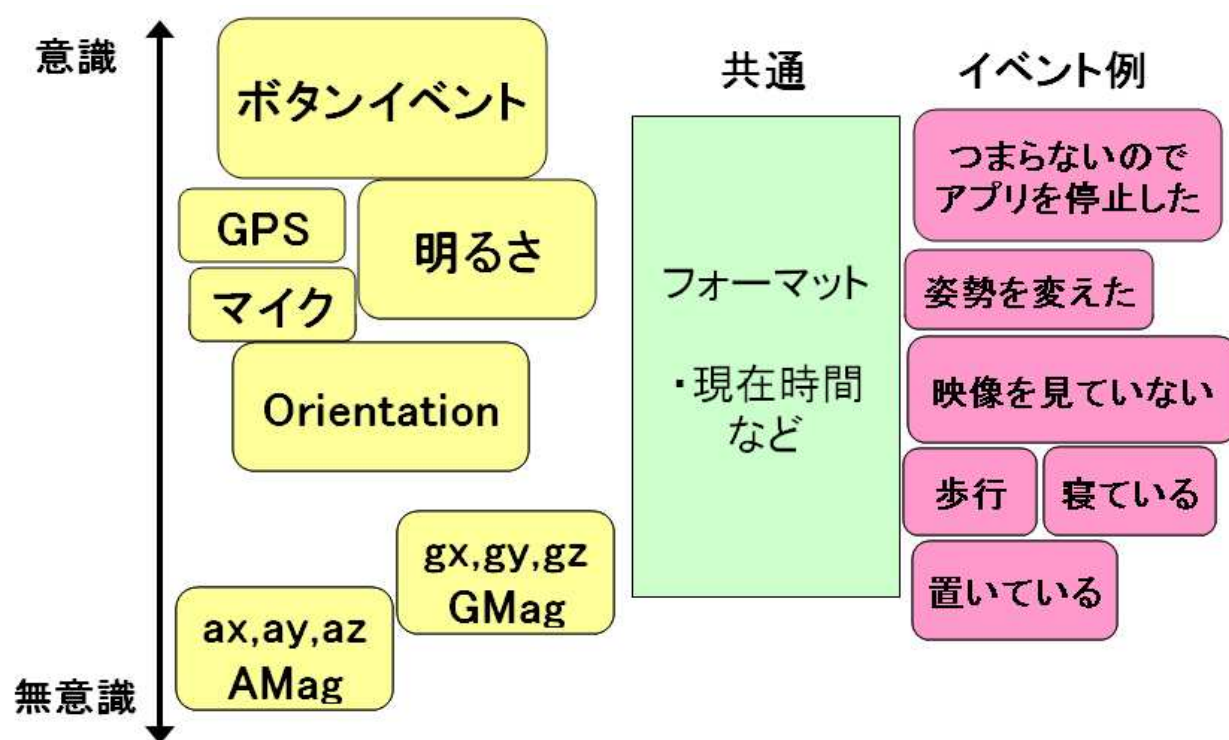 意識
ボタンイベント
GPS
明るさ
マイク
Orientation
gx,gy,gz
GMag
ax,ay,az
AMag
無意識
共通
フォーマット
・現在時間
など
イベント例
つまらないので
アプリを停止した
姿勢を変えた
映像を見ていない
歩行
寝ている
置いている